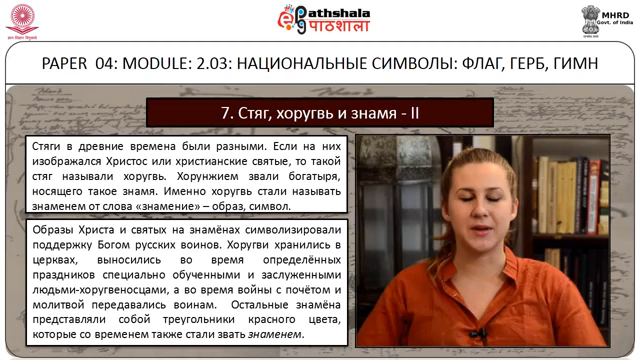 Pathshala
पाठशाला
MHRD
Govt. of India
PAPER 04: MODULE: 2.03: НАЦИОНАЛЬНЫЕ СИМВОЛЫ: ФЛАГ, ГЕРБ, ГИМН
7. Стяг, хоругвь и знамя - II
Стяги в древние времена были разными. Если на них
изображался Христос или христианские святые, то такой
стяг называли хоругвь. Хорунжием звали богатыря,
носящего такое знамя. Именно хоругвь стали называть
знаменем от слова «знамение» – образ, символ.
Образы Христа и святых на знамёнах символизировали
поддержку Богом русских воинов. Хоругви хранились в
церквах, выносились во время определённых
праздников специально обученными и заслуженными
людьми-хоругвеносцами, а во время войны с почётом и
молитвой передавались воинам. Остальные знамёна
представляли собой треугольники красного цвета,
которые со временем также стали звать знаменем.